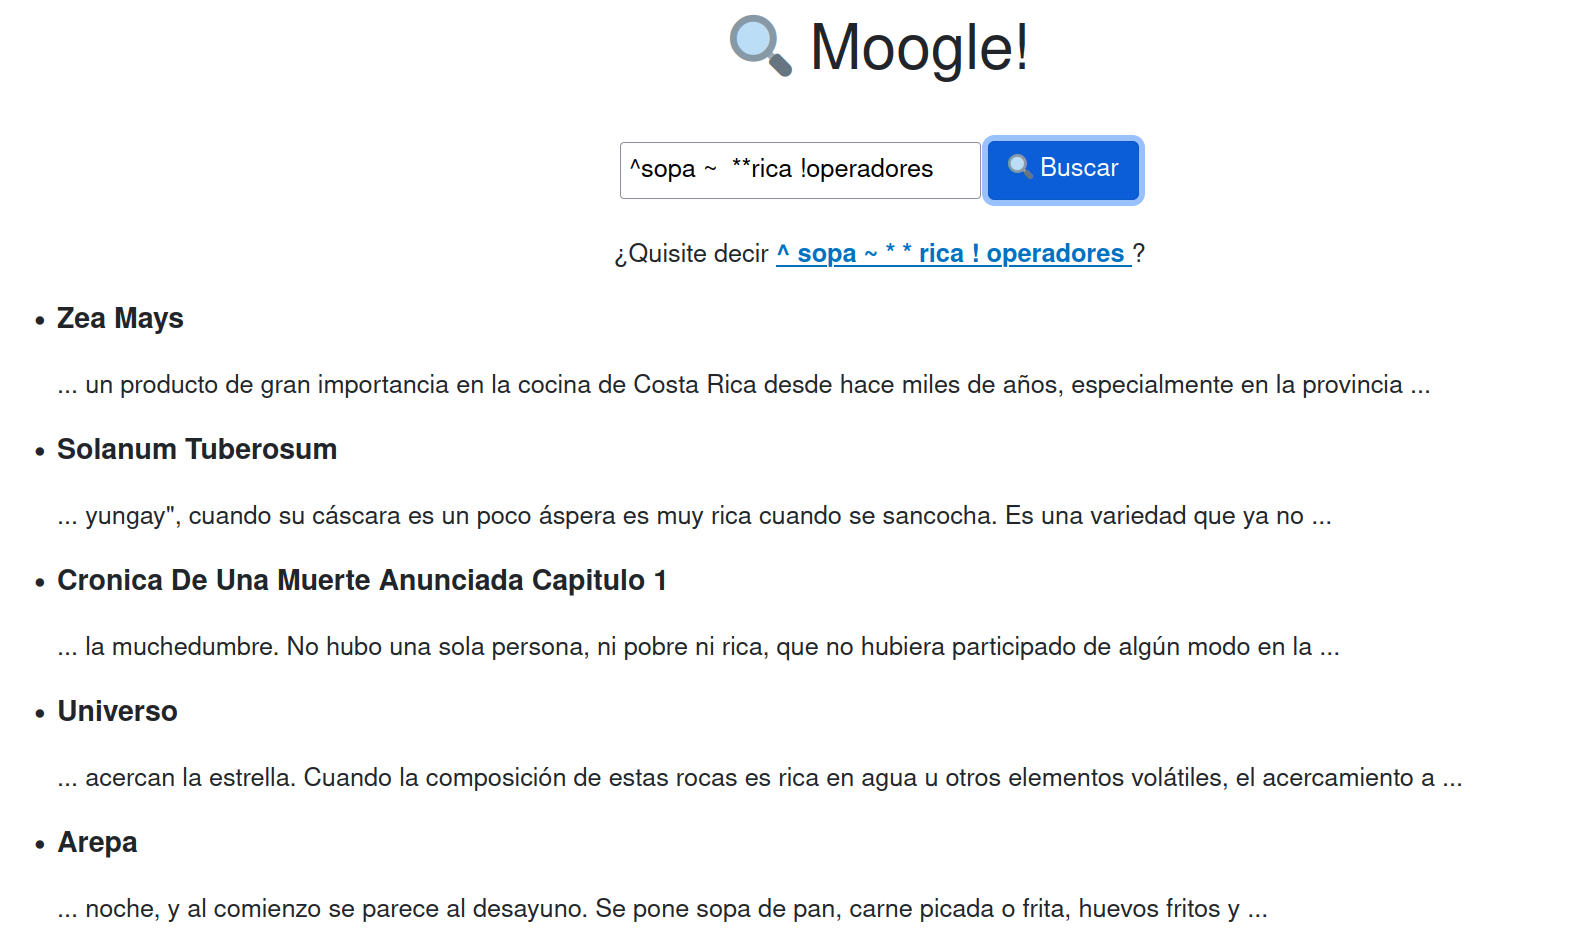 Moogle!
^sopa ~  **rica !operadores
Buscar
¿Quisite decir ^ sopa ~ * * rica ! operadores ?
• Zea Mays
... un producto de gran importancia en la cocina de Costa Rica desde hace miles de años, especialmente en la provincia ...
• Solanum Tuberosum
... yungay", cuando su cáscara es un poco áspera es muy rica cuando se sancocha. Es una variedad que ya no ...
• Cronica De Una Muerte Anunciada Capitulo 1
... la muchedumbre. No hubo una sola persona, ni pobre ni rica, que no hubiera participado de algún modo en la ...
• Universo
... acercan la estrella. Cuando la composición de estas rocas es rica en agua u otros elementos volátiles, el acercamiento a ...
• Arepa
... noche, y al comienzo se parece al desayuno. Se pone sopa de pan, carne picada o frita, huevos fritos y ...